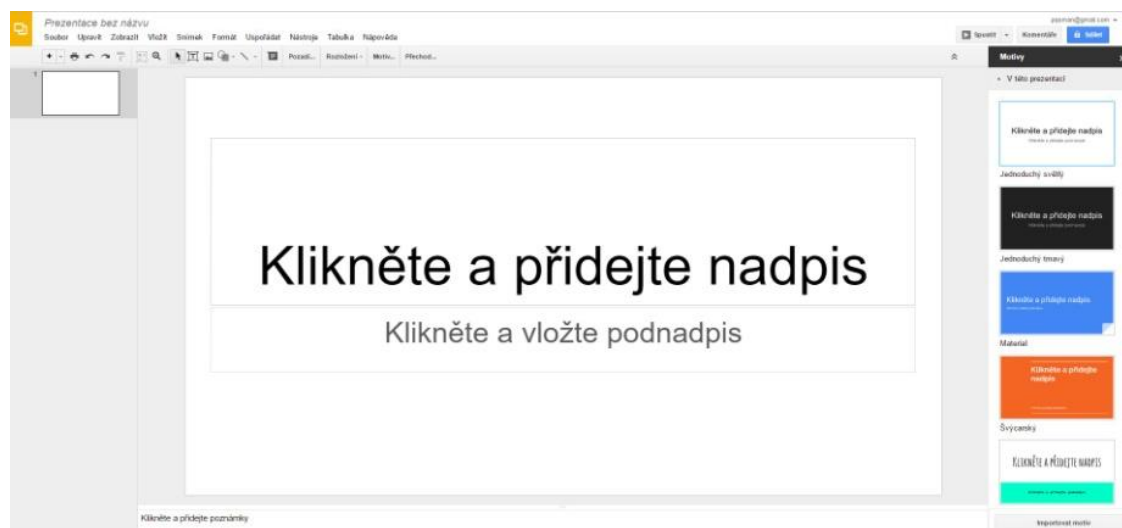 Prezentace bez názvu
Soubor Upravit Zobrazit Vložit Snímek Formát Uspořádat Nástroje Tabulka Nápověda
Spustit
Komentáře
Sdílet
Pozadí... Rozložení Motiv... Přechod...
Motivy
V této prezentaci
1
Klikněte a přidejte nadpis
Klikněte a vložte podnadpis
Klikněte a přidejte poznámky
Klikněte a přidejte nadpis
Jednoduchý světlý
Klikněte a přidejte nadpis
Jednoduchý tmavý
Klikněte a přidejte nadpis
Material
Klikněte a přidejte
nadpis
Švýcarský
Klikněte a přidejte nadpis
Importovat motiv